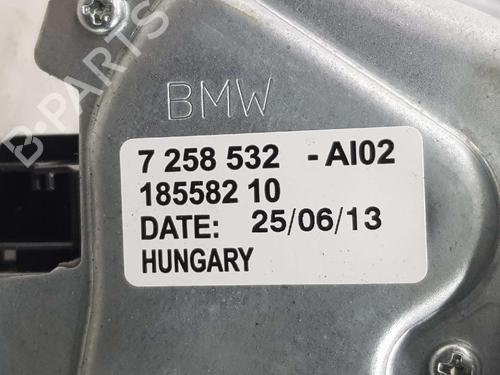 B-PARTS
BMW
7 258 532 - AI02
185582 10
DATE: 25/06/13
HUNGARY